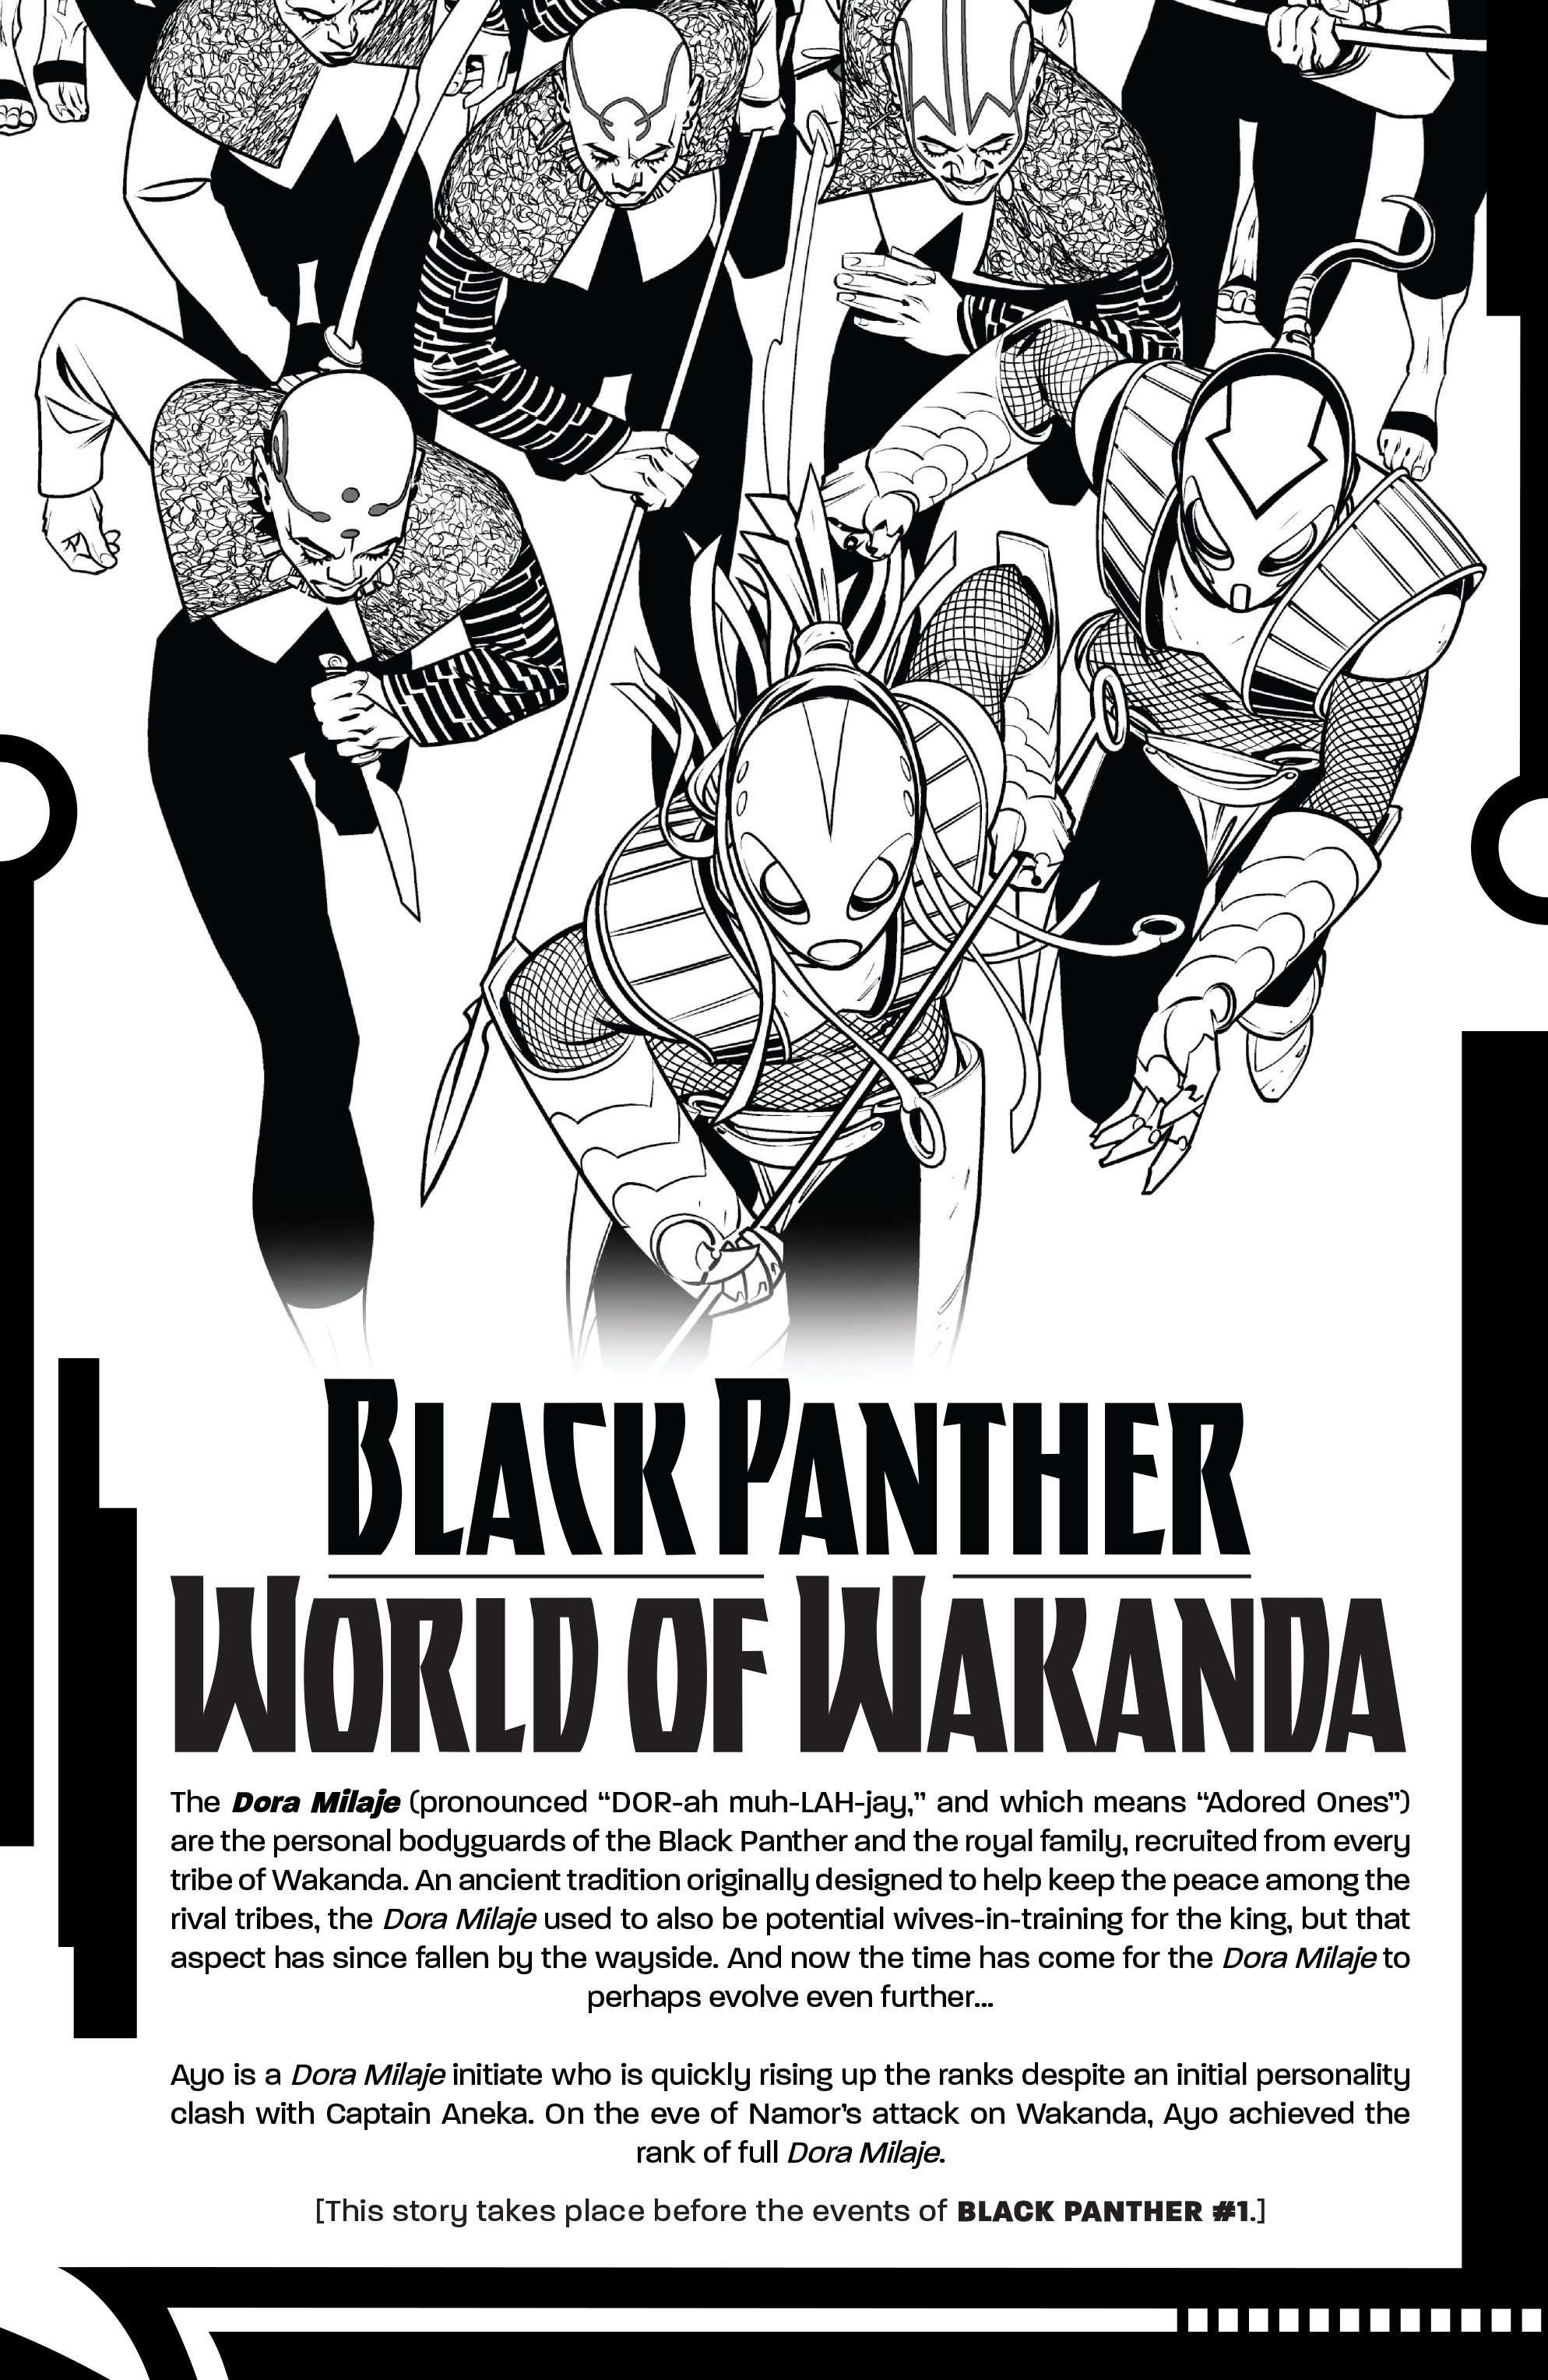 BLACK PANTHER
WORLD OF WAKANDA
The Dora Milaje (pronounced “DOR-ah muh-LAH-jay,” and which means “Adored Ones”)
are the personal bodyguards of the Black Panther and the royal family, recruited from every
tribe of Wakanda. An ancient tradition originally designed to help keep the peace among the
rival tribes, the Dora Milaje used to also be potential wives-in-training for the king, but that
aspect has since fallen by the wayside. And now the time has come for the Dora Milaje to
perhaps evolve even further...
Ayo is a Dora Milaje initiate who is quickly rising up the ranks despite an initial personality
clash with Captain Aneka. On the eve of Namor’s attack on Wakanda, Ayo achieved the
rank of full Dora Milaje.
[This story takes place before the events of BLACK PANTHER #1.]